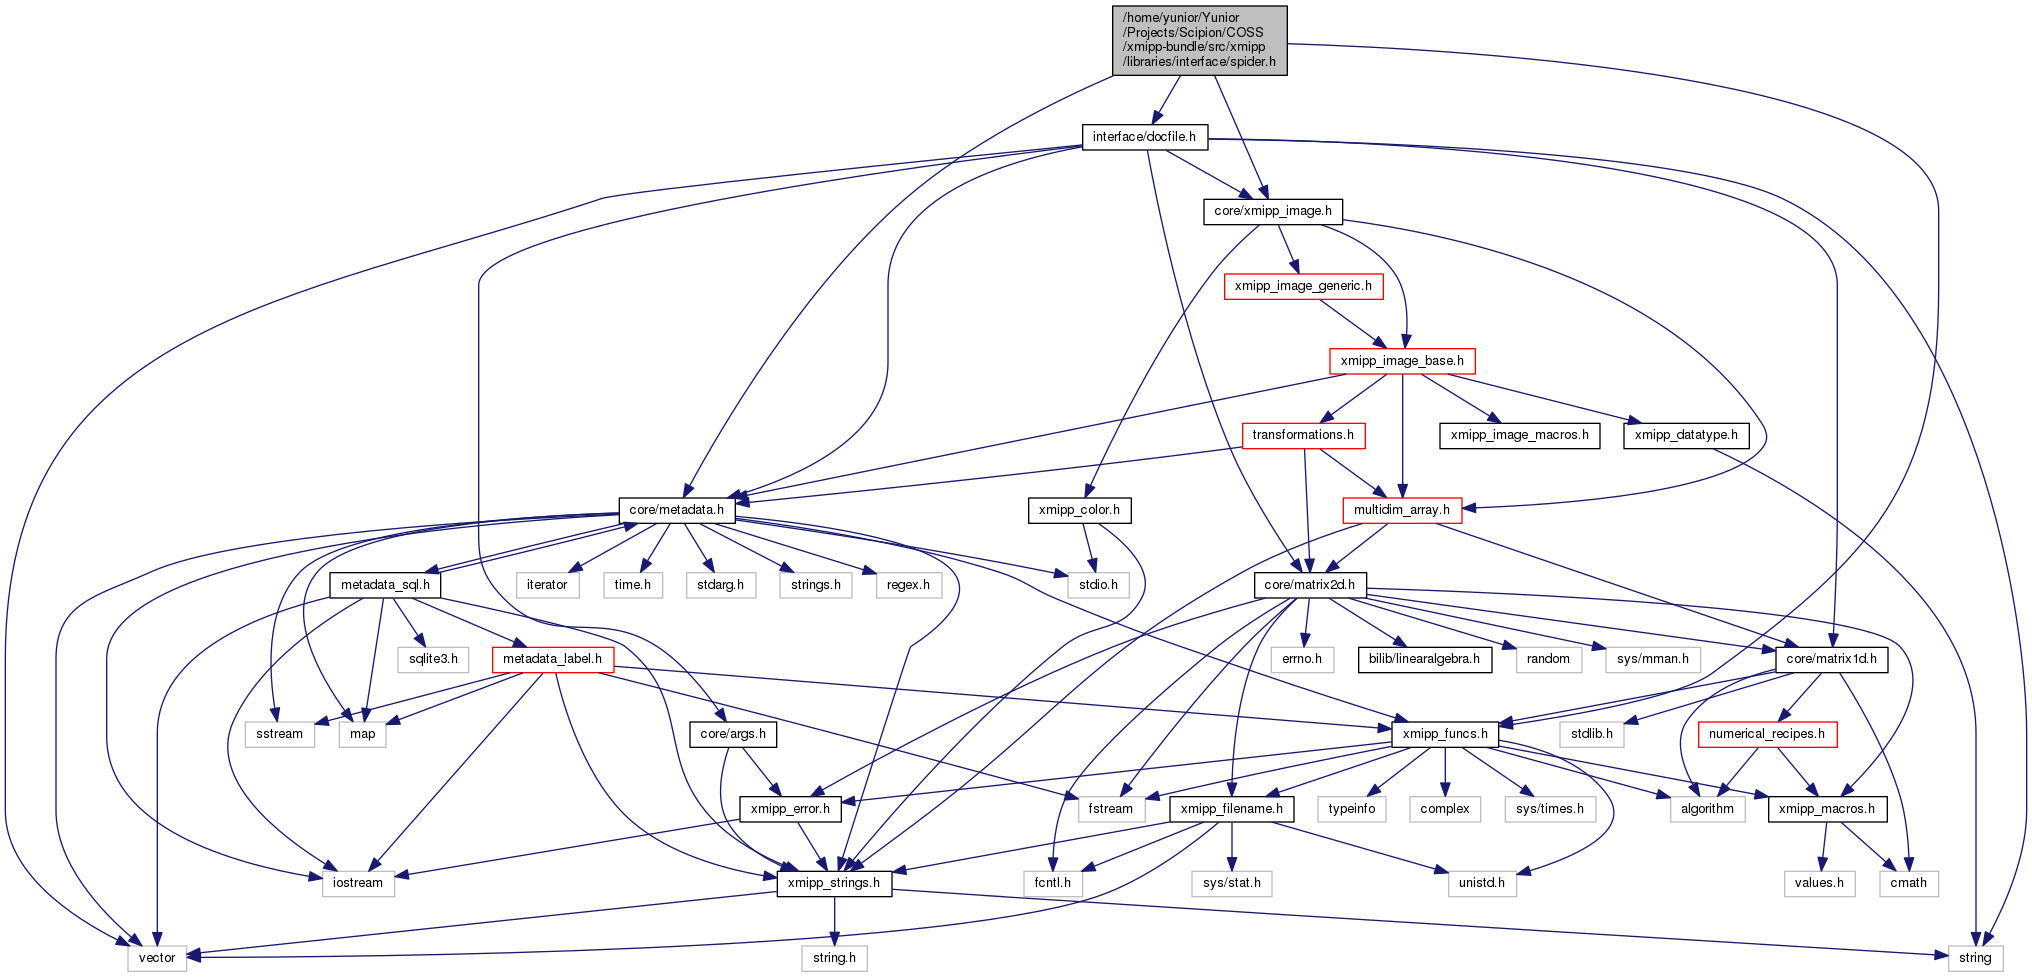 /home/yunior/Yunior
/Projects/Scipion/COSS
/xmipp-bundle/src/xmipp
/libraries/interface/spider.h
interface/docfile.h
core/xmipp_image.h
xmipp_image_generic.h
xmipp_image_base.h
transformations.h
xmipp_image_macros.h
xmipp_datatype.h
core/metadata.h
xmipp_color.h
multidim_array.h
metadata_sql.h
iterator
time.h
stdarg.h
strings.h
regex.h
stdio.h
core/matrix2d.h
sqlite3.h
metadata_label.h
errno.h
bilib/linearalgebra.h
random
sys/mman.h
core/matrix1d.h
sstream
map
core/args.h
xmipp_funcs.h
stdlib.h
numerical_recipes.h
xmipp_error.h
fstream
xmipp_filename.h
typeinfo
complex
sys/times.h
algorithm
xmipp_macros.h
iostream
xmipp_strings.h
fcntl.h
sys/stat.h
unistd.h
values.h
cmath
vector
string.h
string